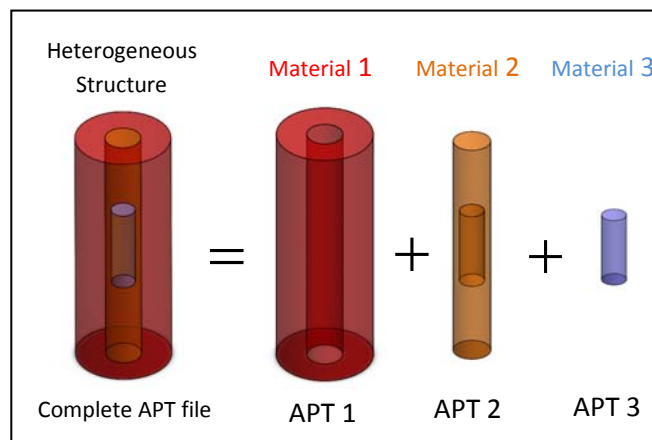 Heterogeneous
Structure
Material 1
Material 2
Material 3
=
+
+
Complete APT file
APT 1
APT 2
APT 3